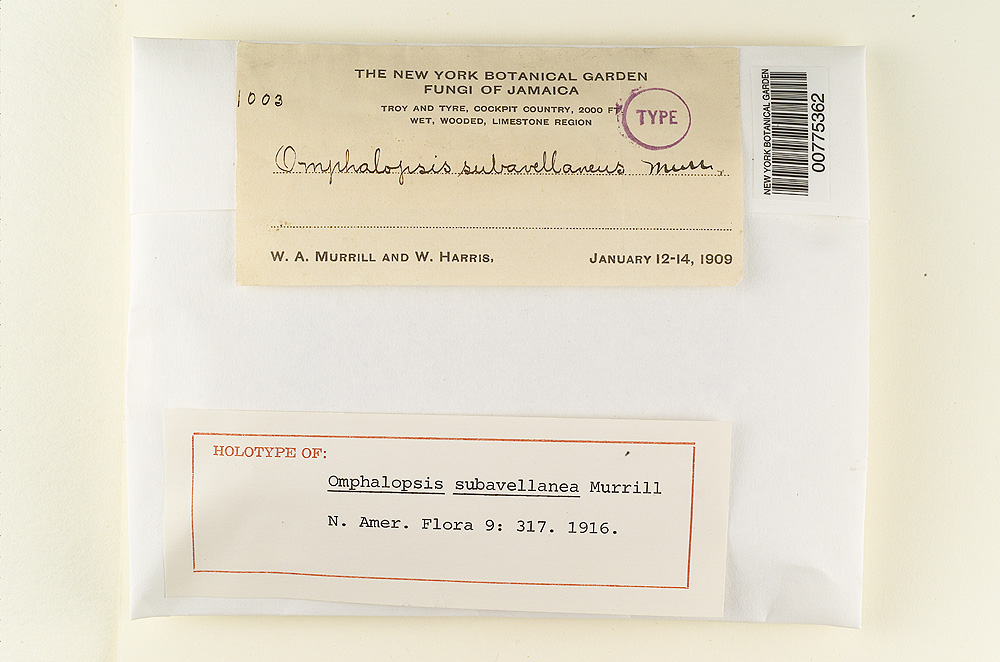 THE NEW YORK BOTANICAL GARDEN
FUNGI OF JAMAICA
1003
TROY AND TYRE, COCKPIT COUNTRY, 2000 FT
WET, WOODED, LIMESTONE REGION
TYPE
Omphalopsis subavellaneus Murr.
W. A. MURRILL AND W. HARRIS,
JANUARY 12-14, 1909
NEW YORK BOTANICAL GARDEN
00775362
HOLOTYPE OF:
Omphalopsis subavellanea Murrill
N. Amer. Flora 9: 317. 1916.